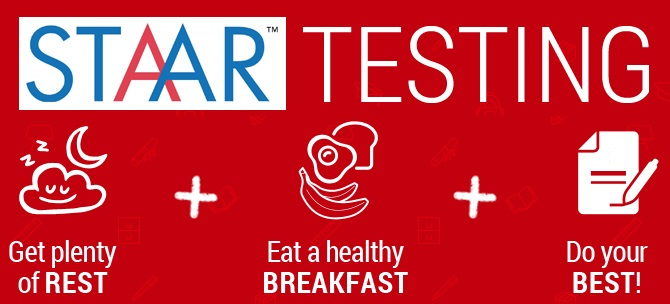 STAAR™ TESTING
z z z
Get plenty
of REST
+
Eat a healthy
BREAKFAST
+
Do your
BEST!